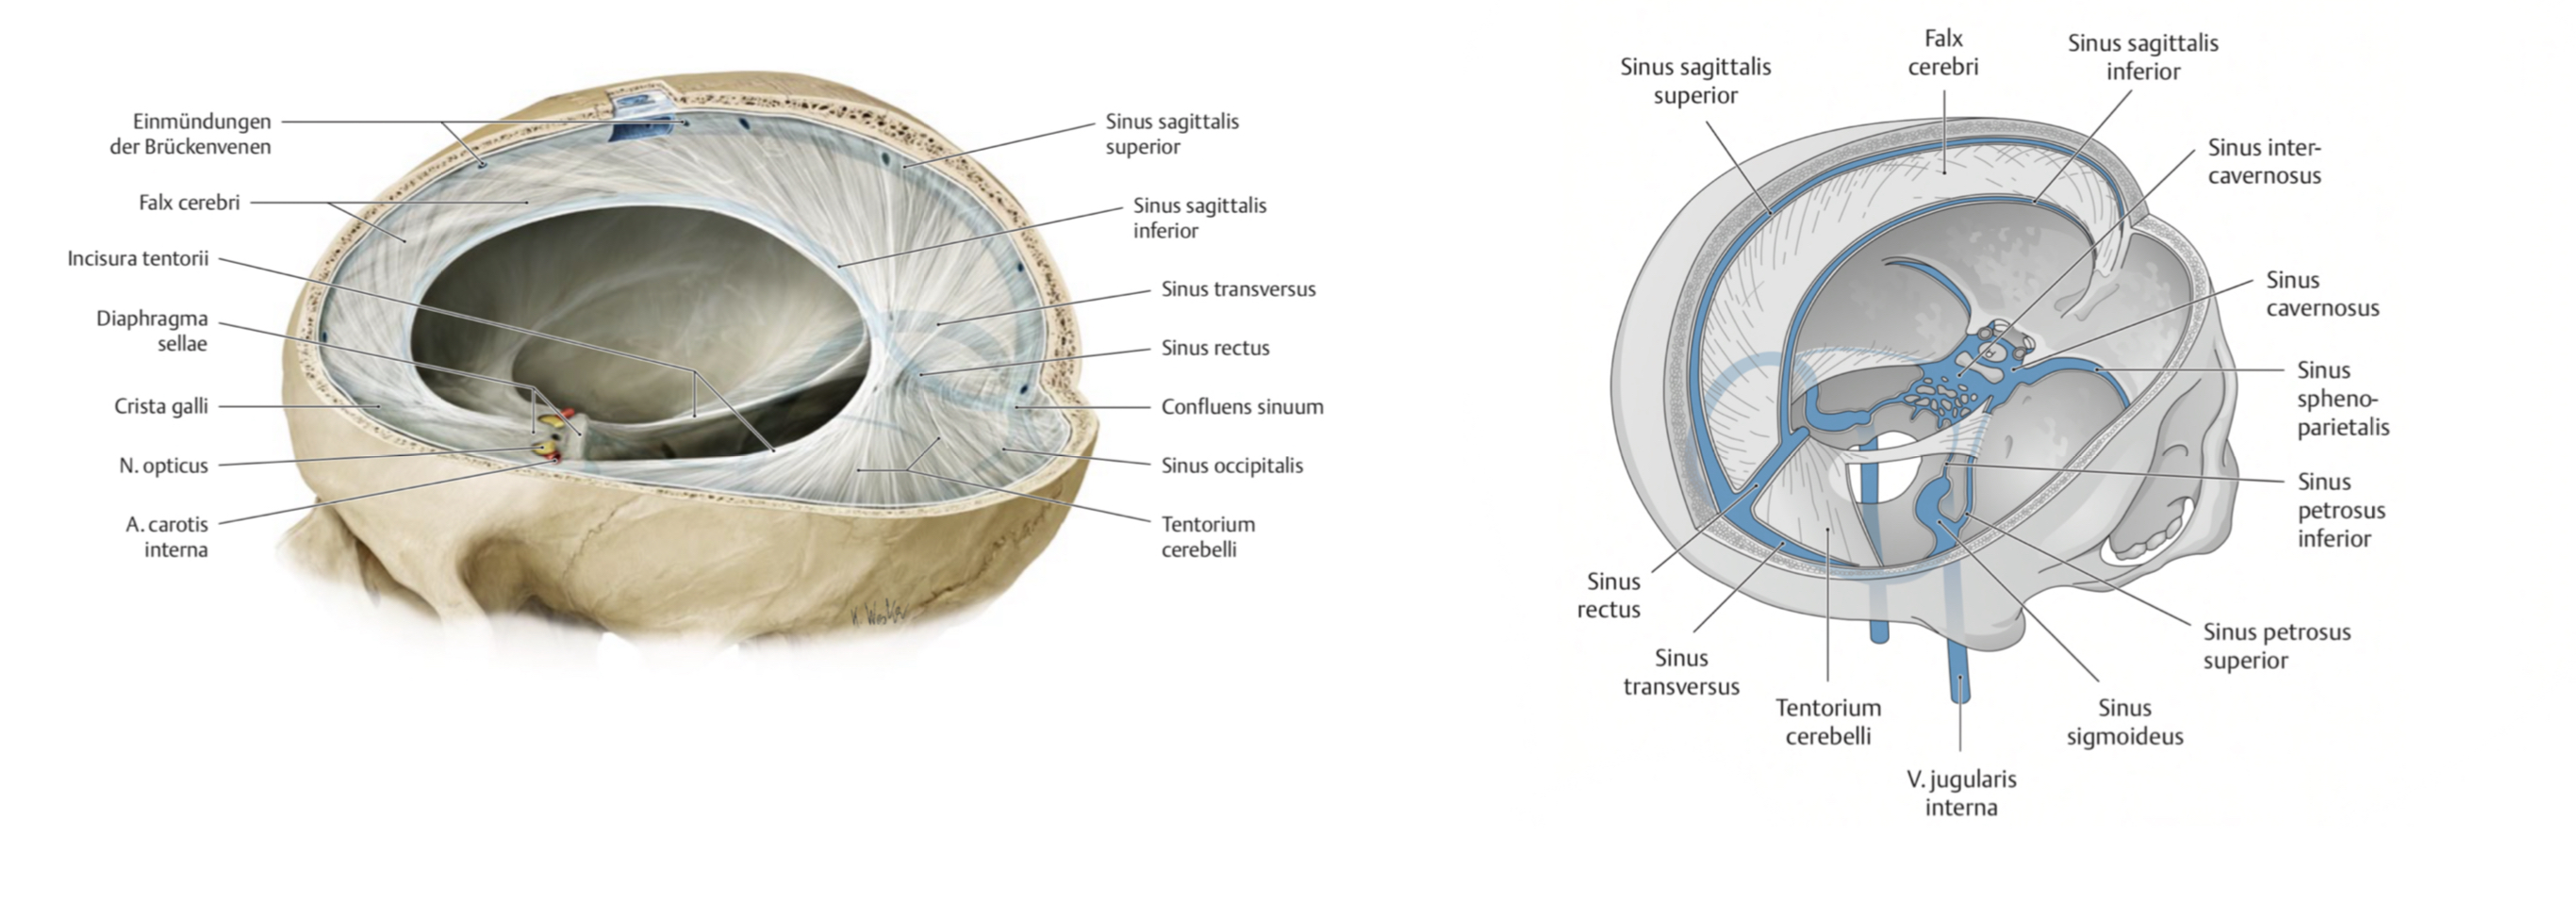 Einmündungen
der Brückenvenen
Falx cerebri
Incisura tentorii
Diaphragma
sellae
Crista galli
N. opticus
A. carotis
interna
Sinus sagittalis
superior
Sinus sagittalis
inferior
Sinus transversus
Sinus rectus
Confluens sinuum
Sinus occipitalis
Tentorium
cerebelli
Sinus sagittalis
superior
Falx
cerebri
Sinus sagittalis
inferior
Sinus inter-
cavernosus
Sinus
cavernosus
Sinus
spheno-
parietalis
Sinus
petrosus
inferior
Sinus petrosus
superior
Sinus
sigmoideus
V. jugularis
interna
Tentorium
cerebelli
Sinus
transversus
Sinus
rectus